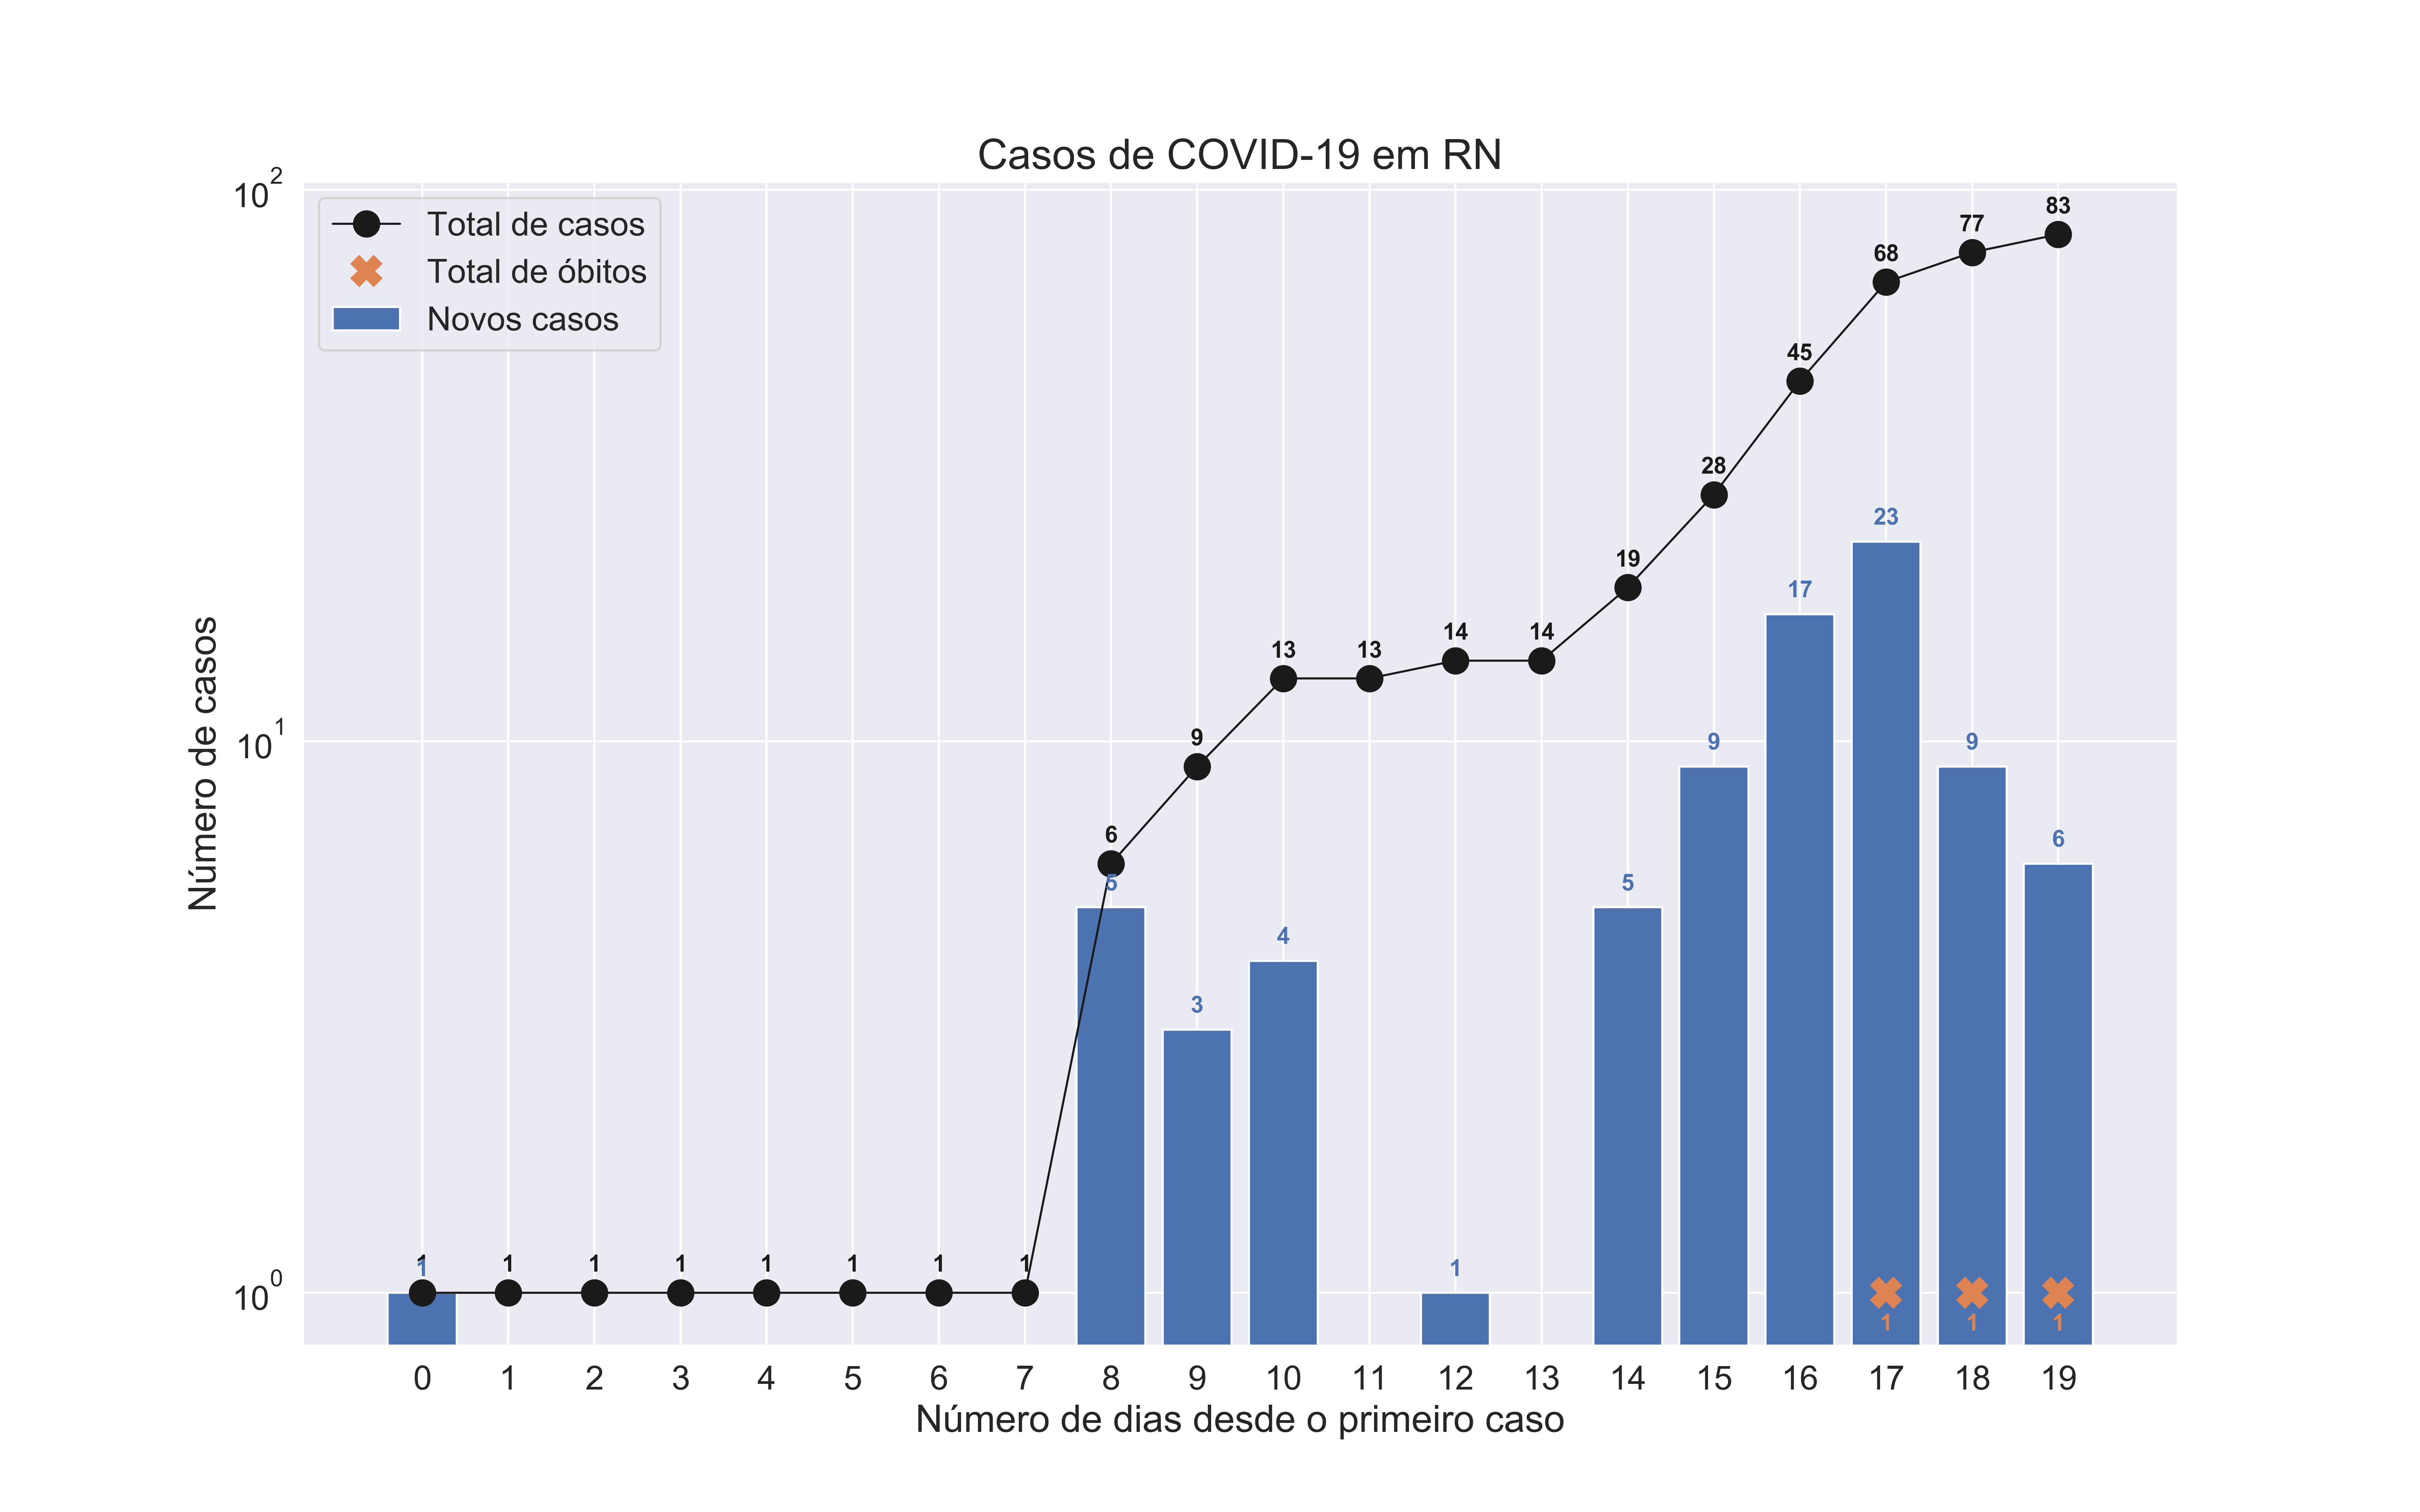 Casos de COVID-19 em RN
10^2
Total de casos
Total de óbitos
Novos casos
83
77
68
45
28
23
19
17
14 14
13 13
10^1
9 9 9
6 6
5 5
4
3
1 1 1 1 1 1 1 1
1 1
10^0
1 1 1
0 1 2 3 4 5 6 7 8 9 10 11 12 13 14 15 16 17 18 19
Número de dias desde o primeiro caso
Número de casos